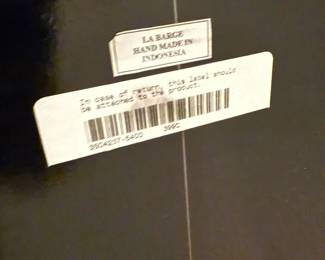 LA BARGE
HAND MADE IN
INDONESIA
In case of return, this label should
be attached to the product.